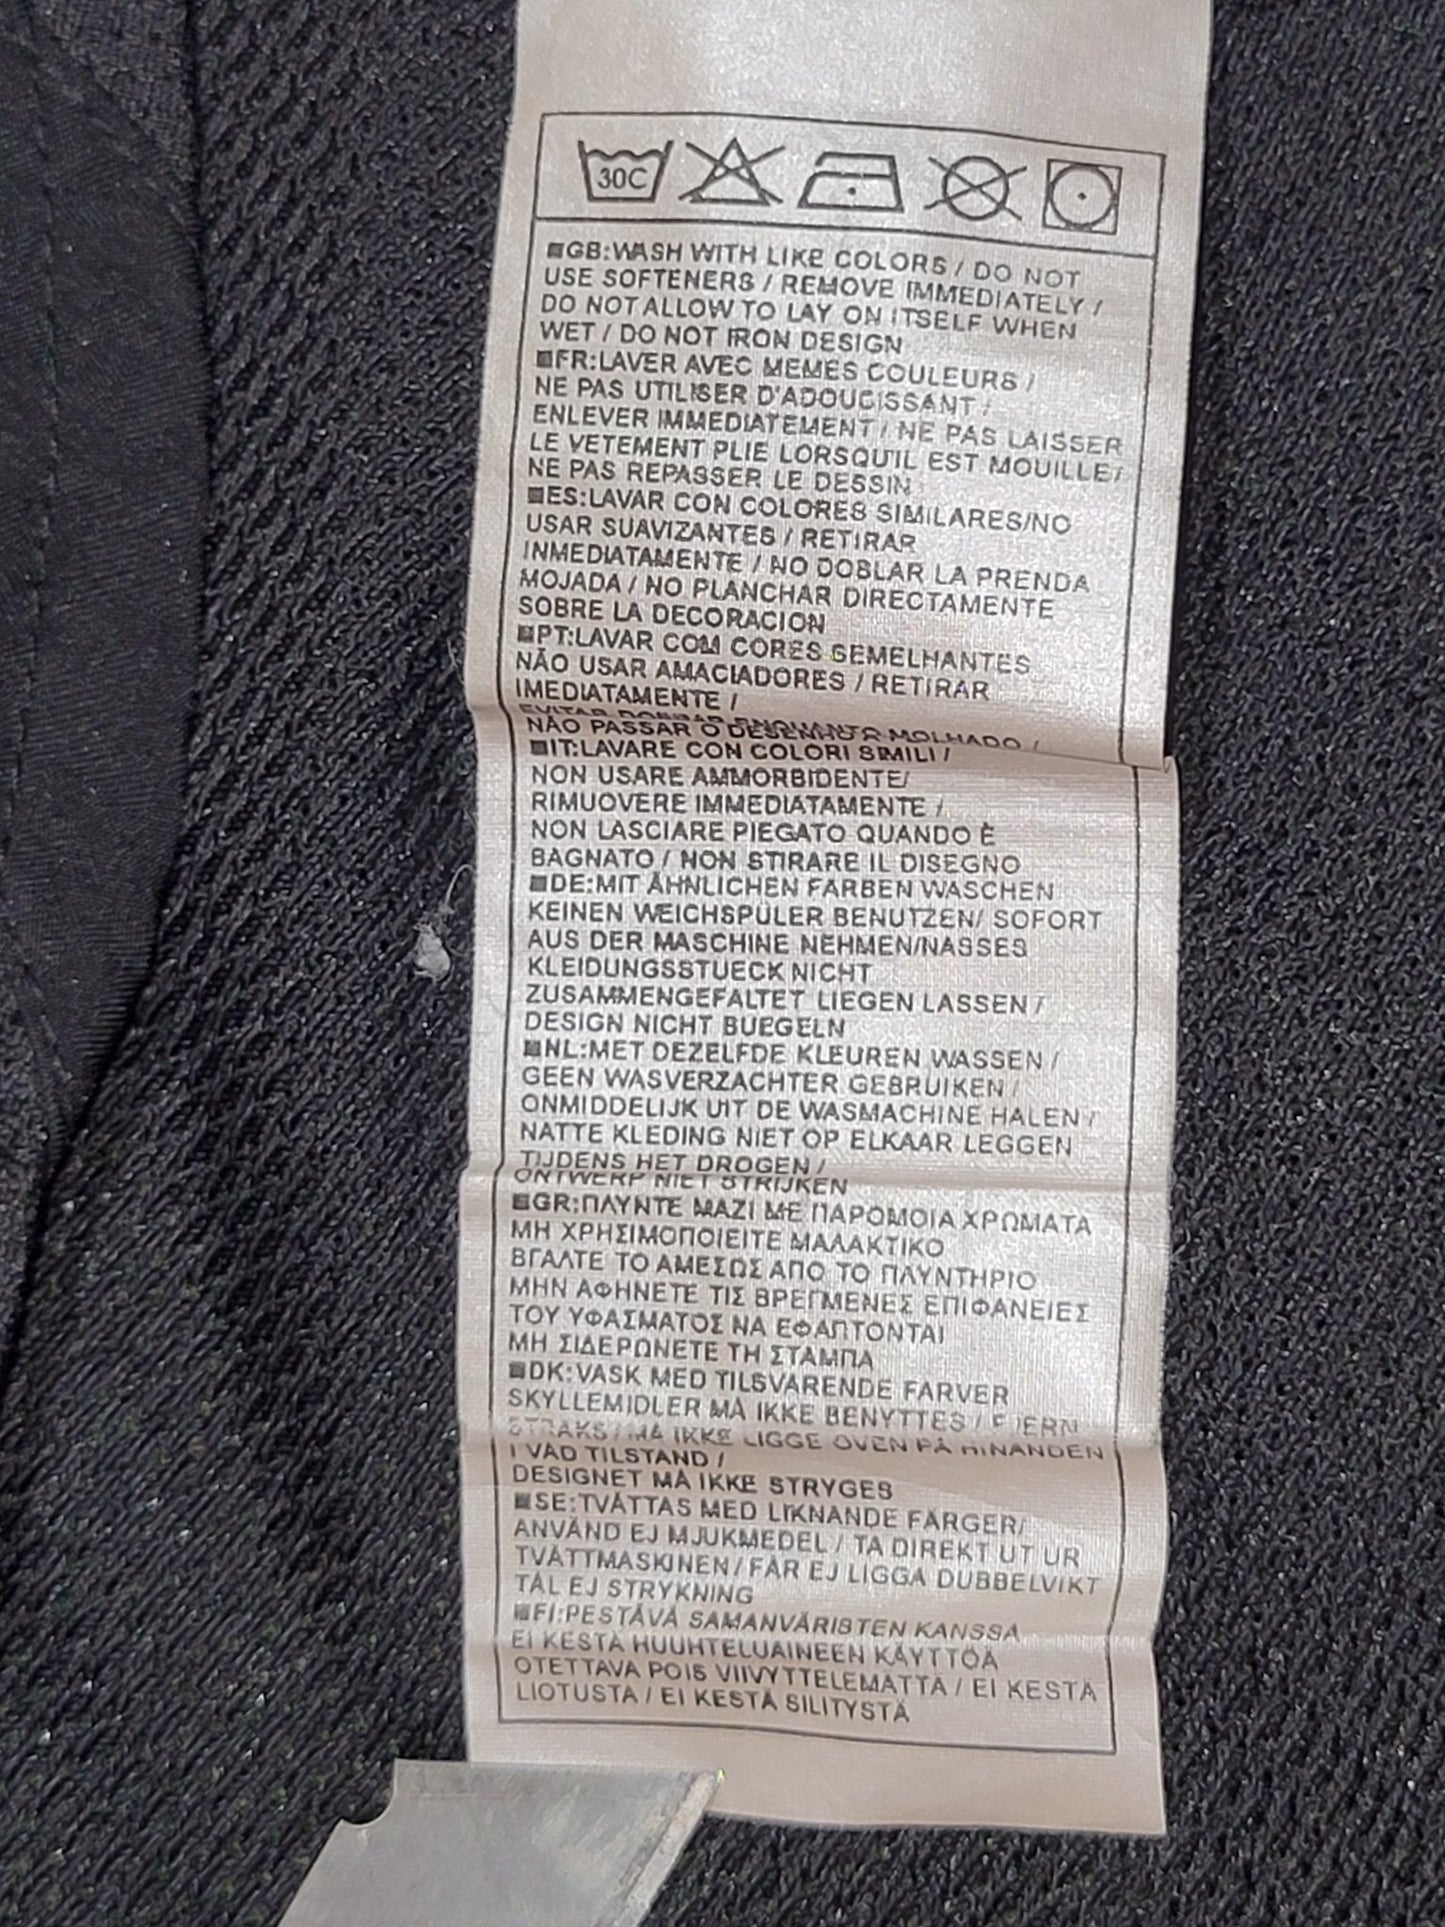 30C
GB:WASH WITH LIKE COLORS / DO NOT
USE SOFTENERS / REMOVE IMMEDIATELY /
DO NOT ALLOW TO LAY ON ITSELF WHEN
WET / DO NOT IRON DESIGN
FR:LAVER AVEC MEMES COULEURS /
NE PAS UTILISER D'ADOUCISSANT /
ENLEVER IMMEDIATEMENT / NE PAS LAISSER
LE VETEMENT PLIE LORSQU'IL EST MOUILLE/
NE PAS REPASSER LE DESSIN
ES:LAVAR CON COLORES SIMILARES/NO
USAR SUAVIZANTES / RETIRAR
INMEDIATAMENTE / NO DOBLAR LA PRENDA
MOJADA / NO PLANCHAR DIRECTAMENTE
SOBRE LA DECORACION
PT:LAVAR COM CORES SEMELHANTES
NÃO USAR AMACIADORES / RETIRAR
IMEDIATAMENTE /
EVITAR DOBRAR ENQUANTO MOLHADO /
NÃO PASSAR O DESENHO
IT:LAVARE CON COLORI SIMILI /
NON USARE AMMORBIDENTE/
RIMUOVERE IMMEDIATAMENTE /
NON LASCIARE PIEGATO QUANDO È
BAGNATO / NON STIRARE IL DISEGNO
DE:MIT ÄHNLICHEN FARBEN WASCHEN
KEINEN WEICHSPÜLER BENUTZEN/ SOFORT
AUS DER MASCHINE NEHMEN/NASSES
KLEIDUNGSSTUECK NICHT
ZUSAMMENGEFALTET LIEGEN LASSEN /
DESIGN NICHT BUEGELN
NL:MET DEZELFDE KLEUREN WASSEN /
GEEN WASVERZACHTER GEBRUIKEN /
ONMIDDELIJK UIT DE WASMACHINE HALEN /
NATTE KLEDING NIET OP ELKAAR LEGGEN
TIJDENS HET DROGEN /
ONTWERP NIET STRIJKEN
GR:ΠΛΥΝΤΕ ΜΑΖΙ ΜΕ ΠΑΡΟΜΟΙΑ ΧΡΩΜΑΤΑ
ΜΗ ΧΡΗΣΙΜΟΠΟΙΕΙΤΕ ΜΑΛΑΚΤΙΚΟ
ΒΓΑΛΤΕ ΤΟ ΑΜΕΣΩΣ ΑΠΟ ΤΟ ΠΛΥΝΤΗΡΙΟ
ΜΗΝ ΑΦΗΝΕΤΕ ΤΙΣ ΒΡΕΓΜΕΝΕΣ ΕΠΙΦΑΝΕΙΕΣ
ΤΟΥ ΥΦΑΣΜΑΤΟΣ ΝΑ ΕΦΑΠΤΟΝΤΑΙ
ΜΗ ΣΙΔΕΡΩΝΕΤΕ ΤΗ ΣΤΑΜΠΑ
DK:VASK MED TILSVARENDE FARVER
SKYLLEMIDLER MÅ IKKE BENYTTES / FJERN
STRAKS / MÅ IKKE LIGGE OVEN PÅ HINANDEN
I VÅD TILSTAND /
DESIGNET MÅ IKKE STRYGES
SE:TVÄTTAS MED LIKNANDE FÄRGER/
ANVÄND EJ MJUKMEDEL / TA DIREKT UT UR
TVÄTTMASKINEN / FÅR EJ LIGGA DUBBELVIKT
TÅL EJ STRYKNING
FI:PESTÄVÄ SAMANVÄRISTEN KANSSA
EI KESTÄ HUUHTELUAINEEN KÄYTTÖÄ
OTETTAVA POIS VIIVYTTELEMÄTTÄ / EI KESTÄ
LIOTUSTA / EI KESTÄ SILITYSTÄ